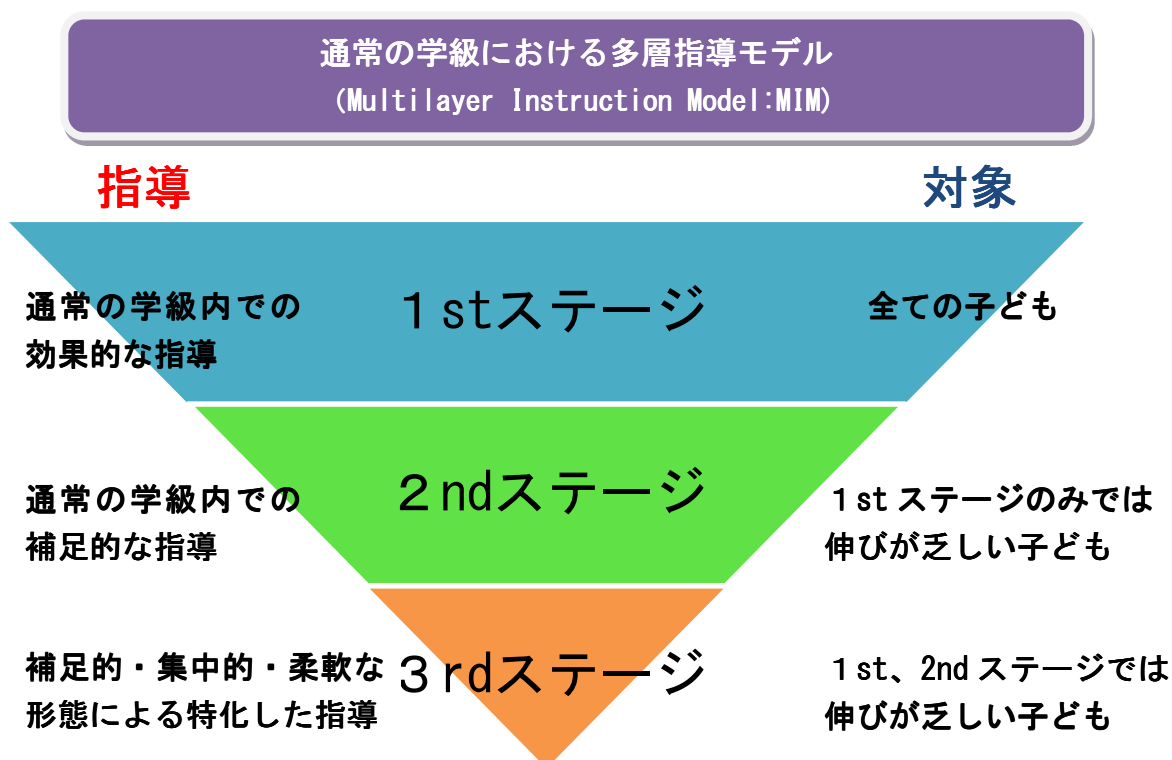 通常の学級における多層指導モデル
(Multilayer Instruction Model:MIM)
指導
対象
通常の学級内での
効果的な指導
１stステージ
全ての子ども
通常の学級内での
補足的な指導
２ndステージ
１st ステージのみでは
伸びが乏しい子ども
補足的・集中的・柔軟な
形態による特化した指導
３rdステージ
１st、2nd ステージでは
伸びが乏しい子ども